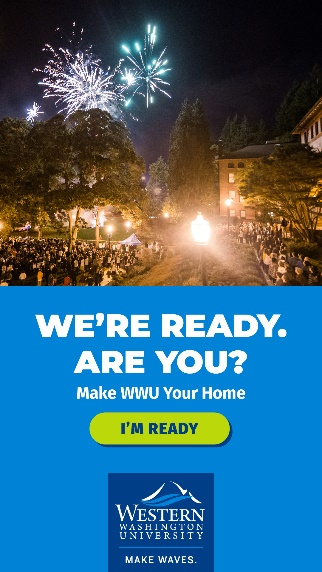 WE'RE READY.
ARE YOU?
Make WWU Your Home
I'M READY
WESTERN
WASHINGTON
UNIVERSITY
MAKE WAVES.